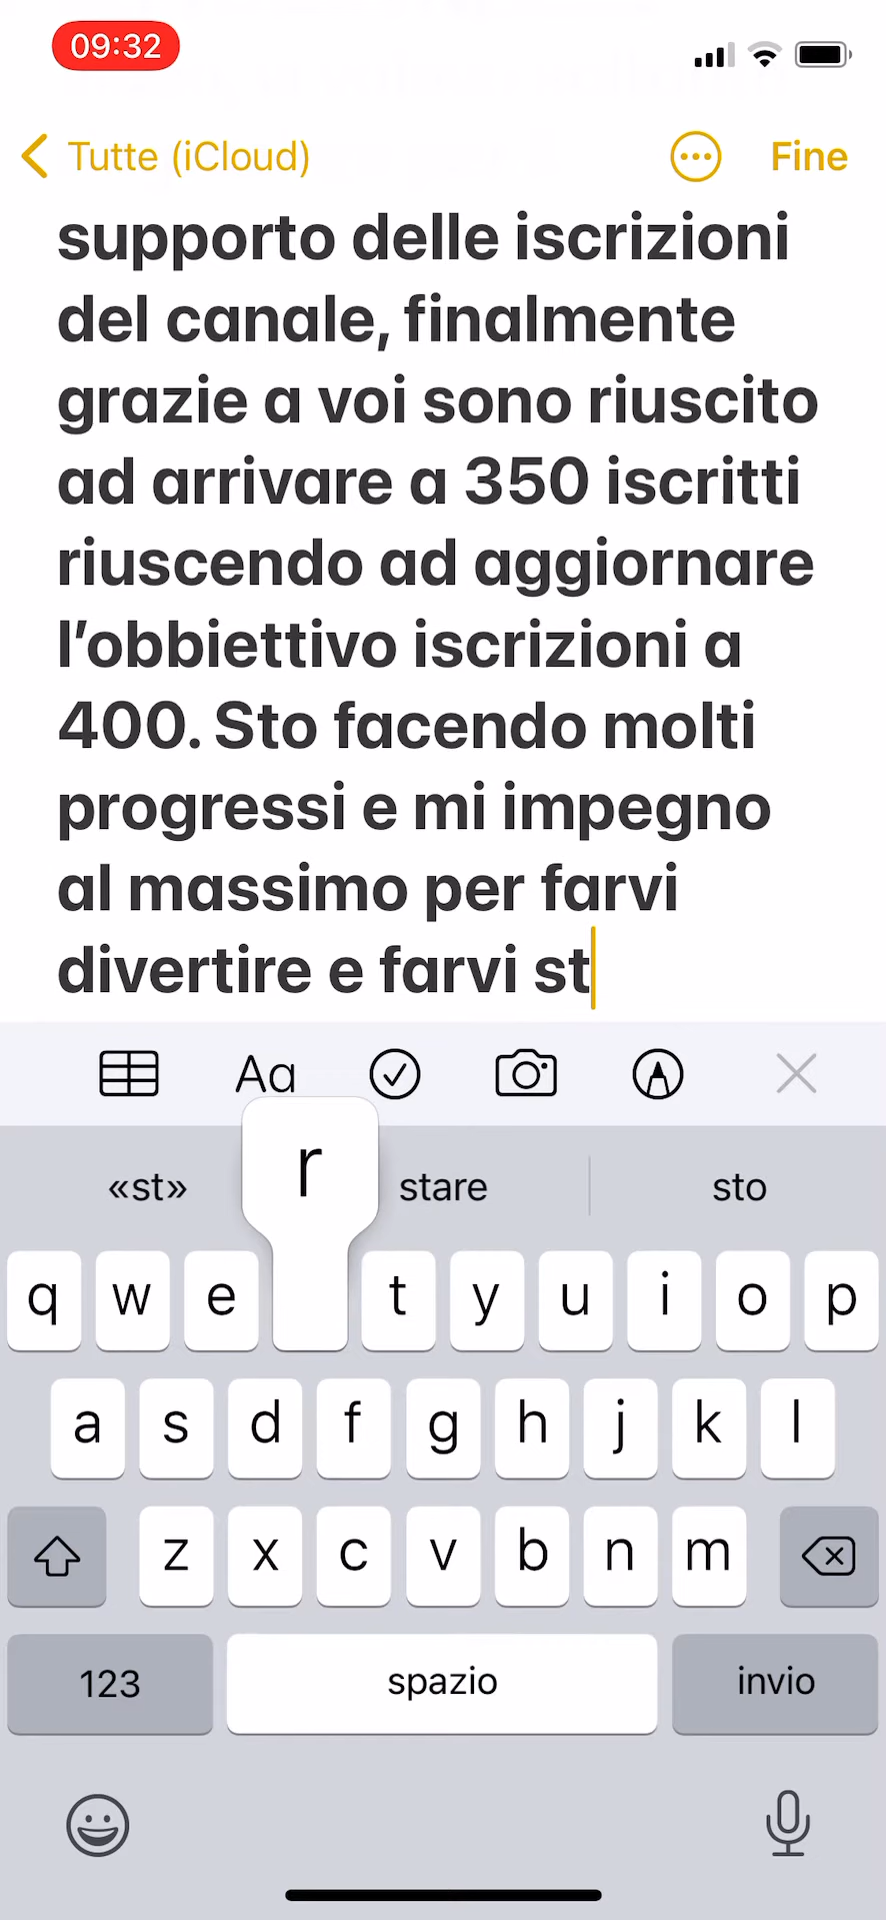 09:32
Tutte (iCloud) Fine
supporto delle iscrizioni
del canale, finalmente
grazie a voi sono riuscito
ad arrivare a 350 iscritti
riuscendo ad aggiornare
l’obbiettivo iscrizioni a
400. Sto facendo molti
progressi e mi impegno
al massimo per farvi
divertire e farvi st
Aa
«st» stare sto
q w e r t y u i o p
a s d f g h j k l
z x c v b n m
123 spazio invio